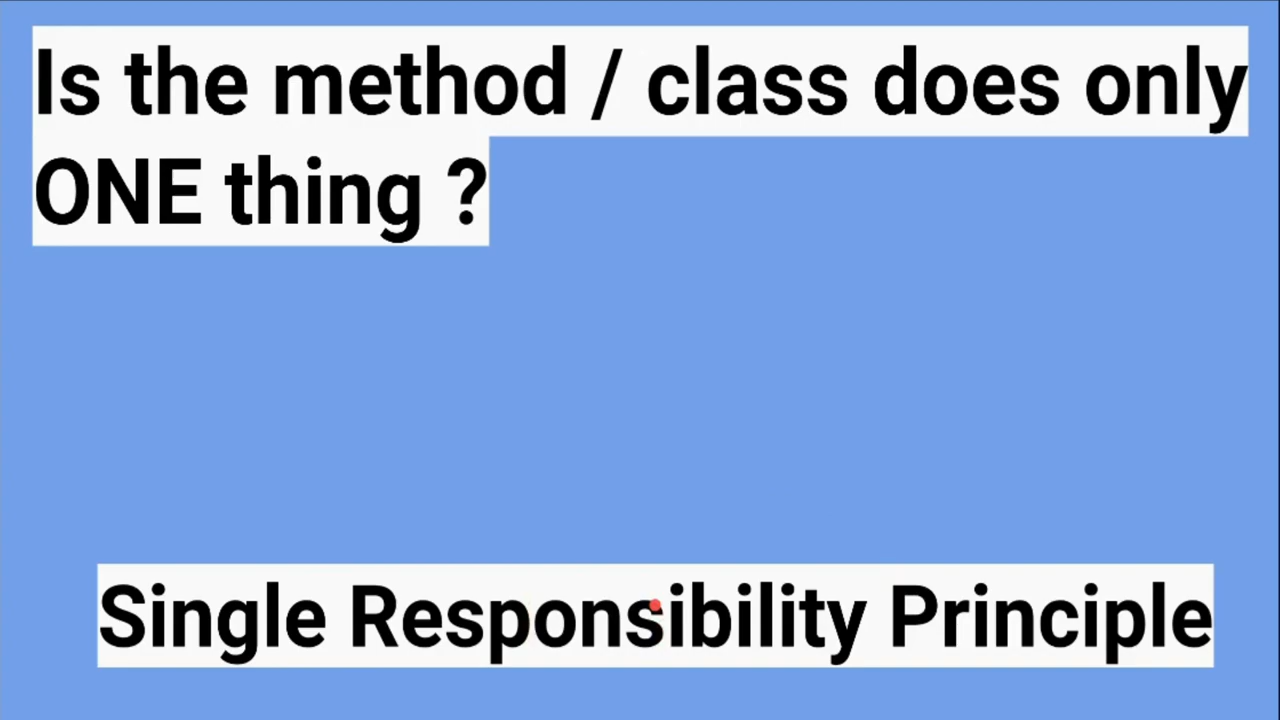 Is the method / class does only
ONE thing ?
Single Responsibility Principle